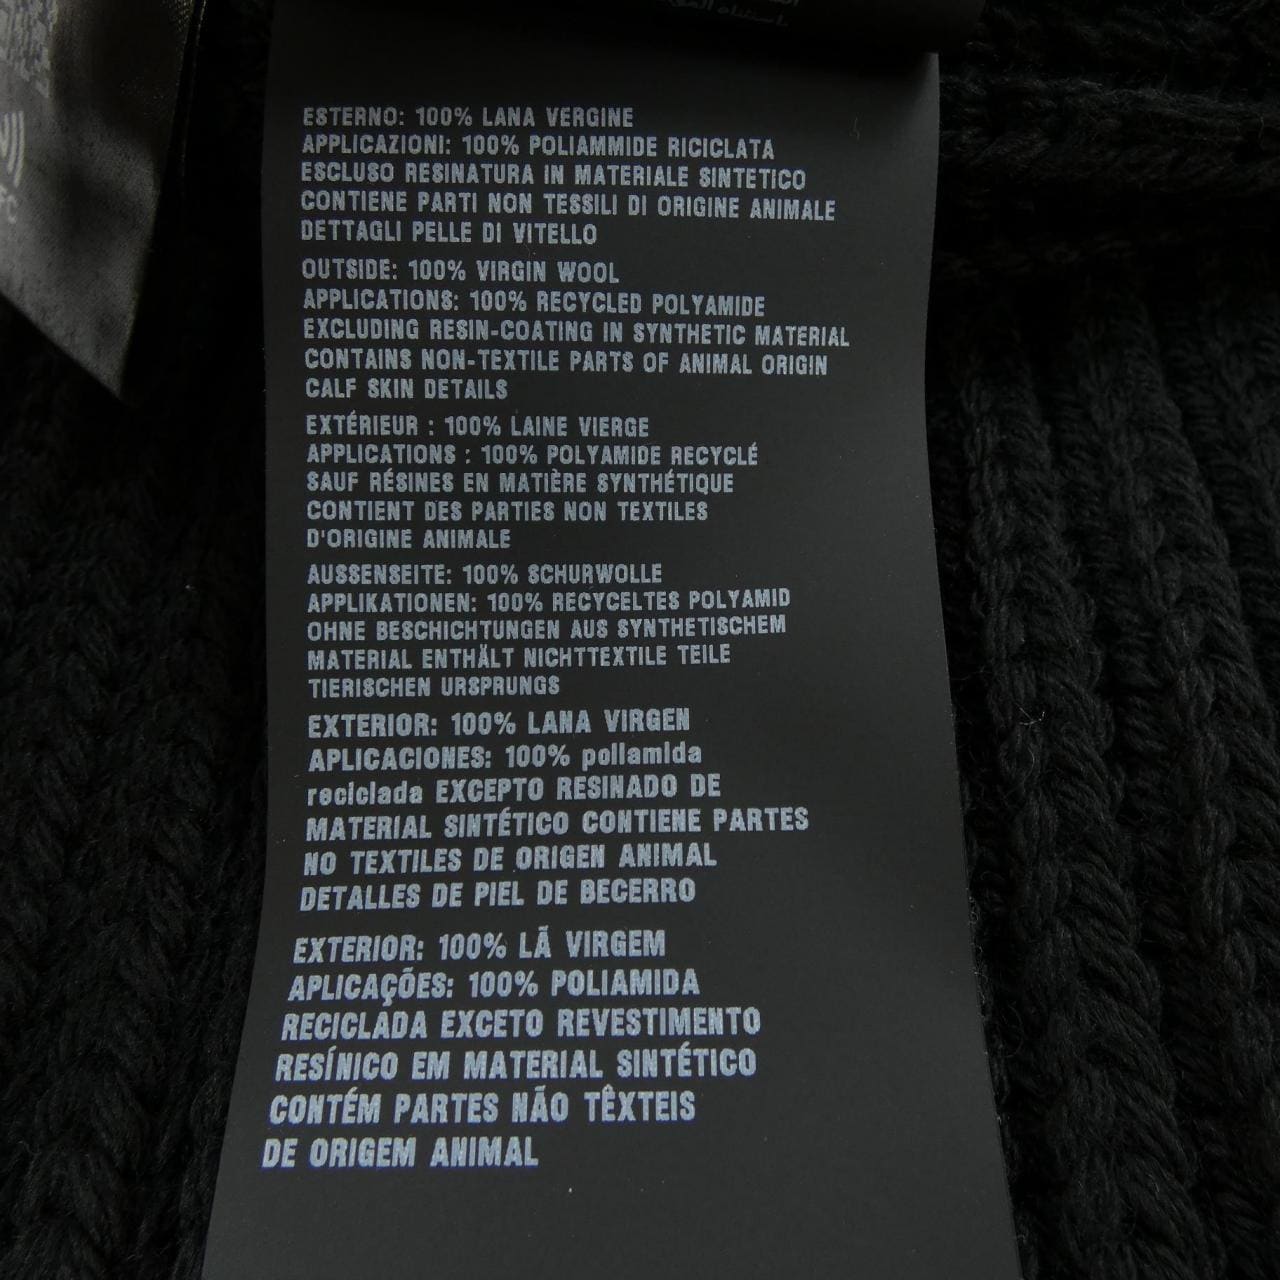 ESTERNO: 100% LANA VERGINE
APPLICAZIONI: 100% POLIAMMIDE RICICLATA
ESCLUSO RESINATURA IN MATERIALE SINTETICO
CONTIENE PARTI NON TESSILI DI ORIGINE ANIMALE
DETTAGLI PELLE DI VITELLO
OUTSIDE: 100% VIRGIN WOOL
APPLICATIONS: 100% RECYCLED POLYAMIDE
EXCLUDING RESIN-COATING IN SYNTHETIC MATERIAL
CONTAINS NON-TEXTILE PARTS OF ANIMAL ORIGIN
CALF SKIN DETAILS
EXTÉRIEUR : 100% LAINE VIERGE
APPLICATIONS : 100% POLYAMIDE RECYCLÉ
SAUF RÉSINES EN MATIÈRE SYNTHÉTIQUE
CONTIENT DES PARTIES NON TEXTILES
D'ORIGINE ANIMALE
AUSSENSEITE: 100% SCHURWOLLE
APPLIKATIONEN: 100% RECYCELTES POLYAMID
OHNE BESCHICHTUNGEN AUS SYNTHETISCHEM
MATERIAL ENTHÄLT NICHTTEXTILE TEILE
TIERISCHEN URSPRUNGS
EXTERIOR: 100% LANA VIRGEN
APLICACIONES: 100% poliamida
reciclada EXCEPTO RESINADO DE
MATERIAL SINTÉTICO CONTIENE PARTES
NO TEXTILES DE ORIGEN ANIMAL
DETALLES DE PIEL DE BECERRO
EXTERIOR: 100% LÃ VIRGEM
APLICAÇÕES: 100% POLIAMIDA
RECICLADA EXCETO REVESTIMENTO
RESÍNICO EM MATERIAL SINTÉTICO
CONTÉM PARTES NÃO TÊXTEIS
DE ORIGEM ANIMAL